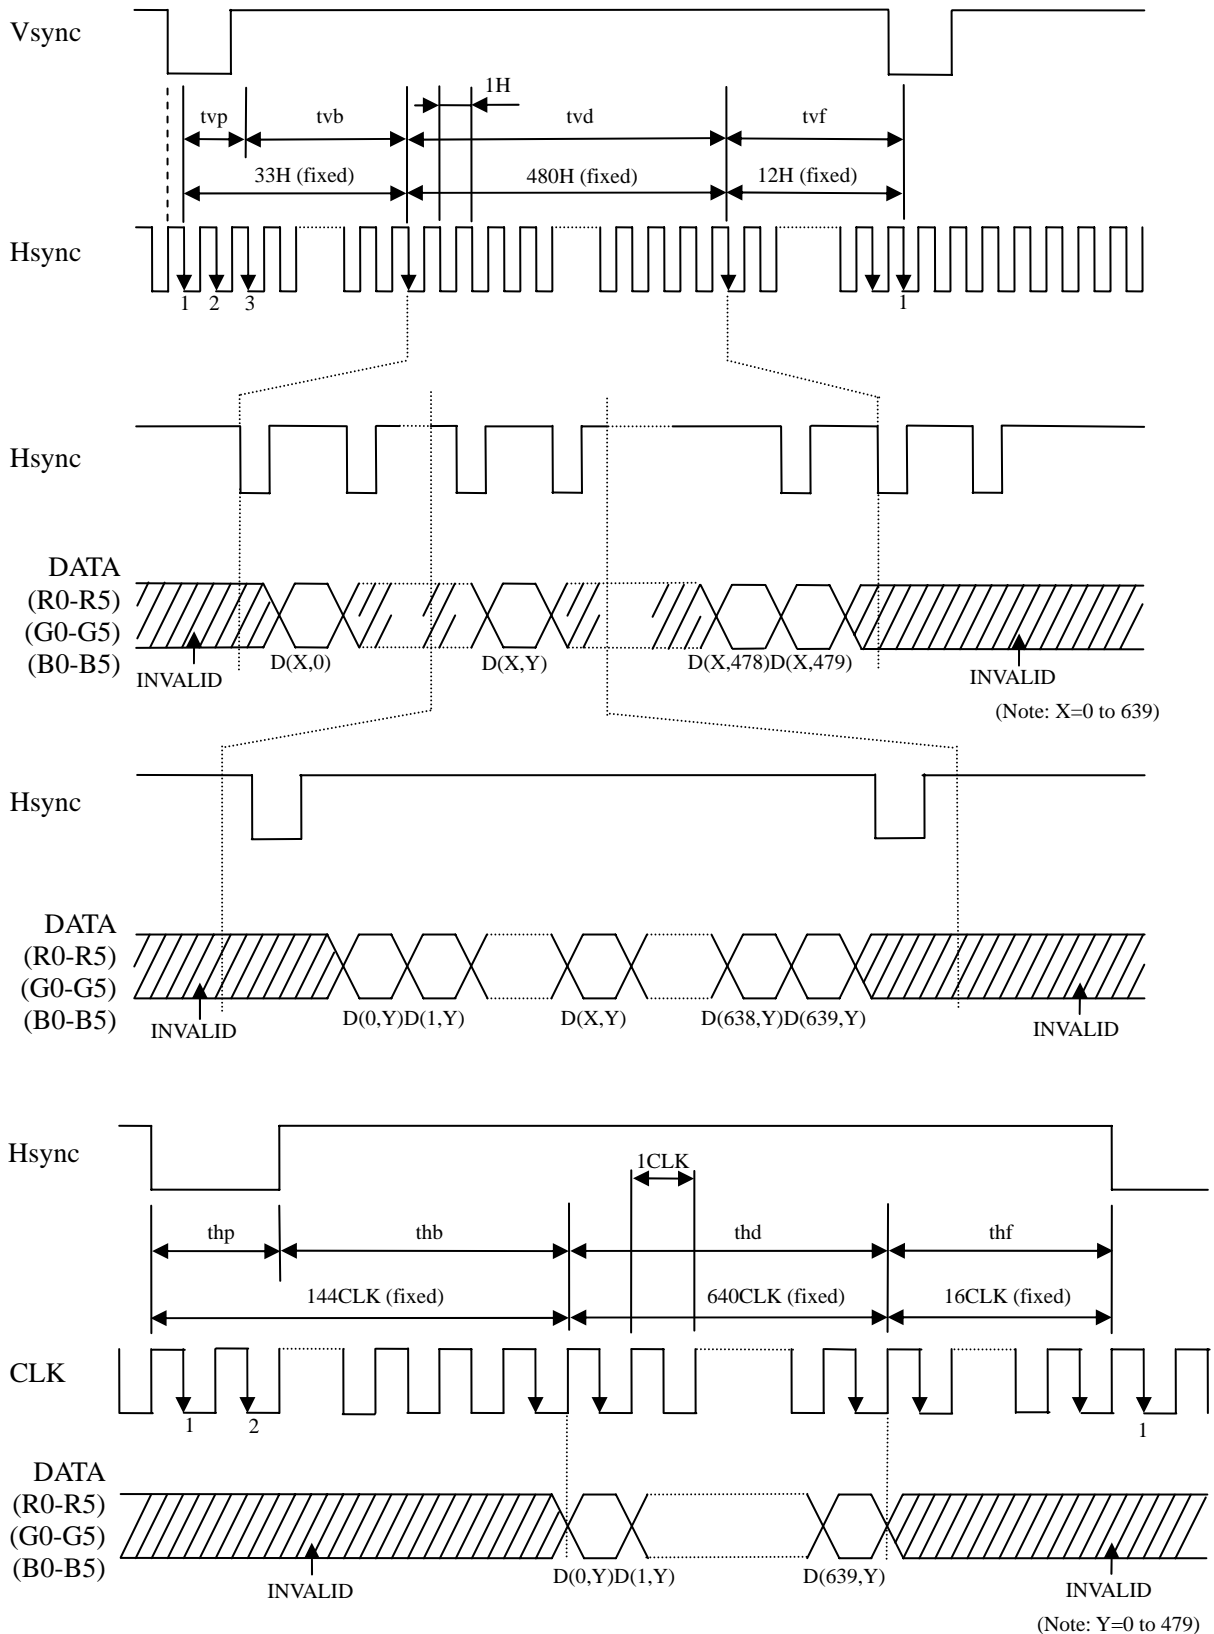 Vsync
1H
tvp
tvb
tvd
tvf
33H (fixed)
480H (fixed)
12H (fixed)
Hsync
1
2
3
1
Hsync
DATA
(R0-R5)
(G0-G5)
(B0-B5)
D(X,0)
D(X,Y)
D(X,478)D(X,479)
INVALID
INVALID
(Note: X=0 to 639)
Hsync
DATA
(R0-R5)
(G0-G5)
(B0-B5)
INVALID
D(0,Y)D(1,Y)
D(X,Y)
D(638,Y)D(639,Y)
INVALID
Hsync
1CLK
thp
thb
thd
thf
144CLK (fixed)
640CLK (fixed)
16CLK (fixed)
CLK
1
2
1
DATA
(R0-R5)
(G0-G5)
(B0-B5)
INVALID
D(0,Y)D(1,Y)
D(639,Y)
INVALID
(Note: Y=0 to 479)